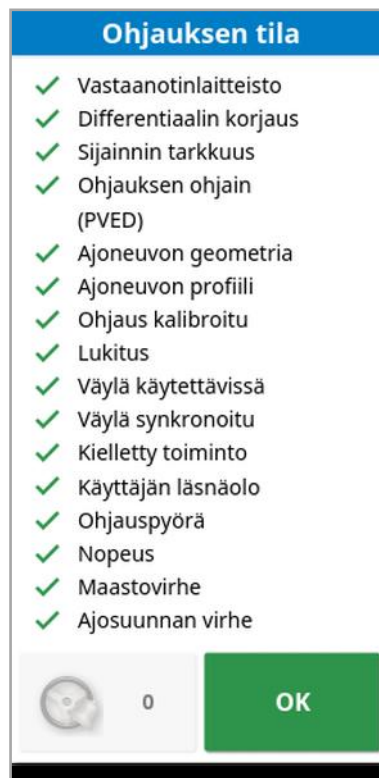 Ohjauksen tila
Vastaanotinlaitteisto
Differentiaalin korjaus
Sijainnin tarkkuus
Ohjauksen ohjain
(PVED)
Ajoneuvon geometria
Ajoneuvon profiili
Ohjaus kalibroitu
Lukitus
Väylä käytettävissä
Väylä synkronoitu
Kielletty toiminto
Käyttäjän läsnäolo
Ohjauspyörä
Nopeus
Maastovirhe
Ajosuunnan virhe
0
OK